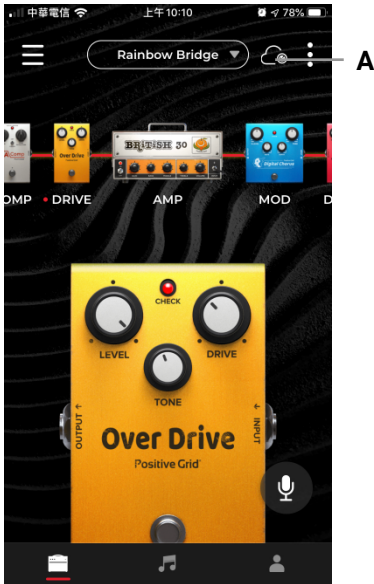 中華電信 上午10:10 78%
Rainbow Bridge
A
BRITISH 30
Over Drive
Digital Chorus
OMP DRIVE AMP MOD D
CHECK
LEVEL DRIVE
TONE
OUTPUT
INPUT
Over Drive
Positive Grid